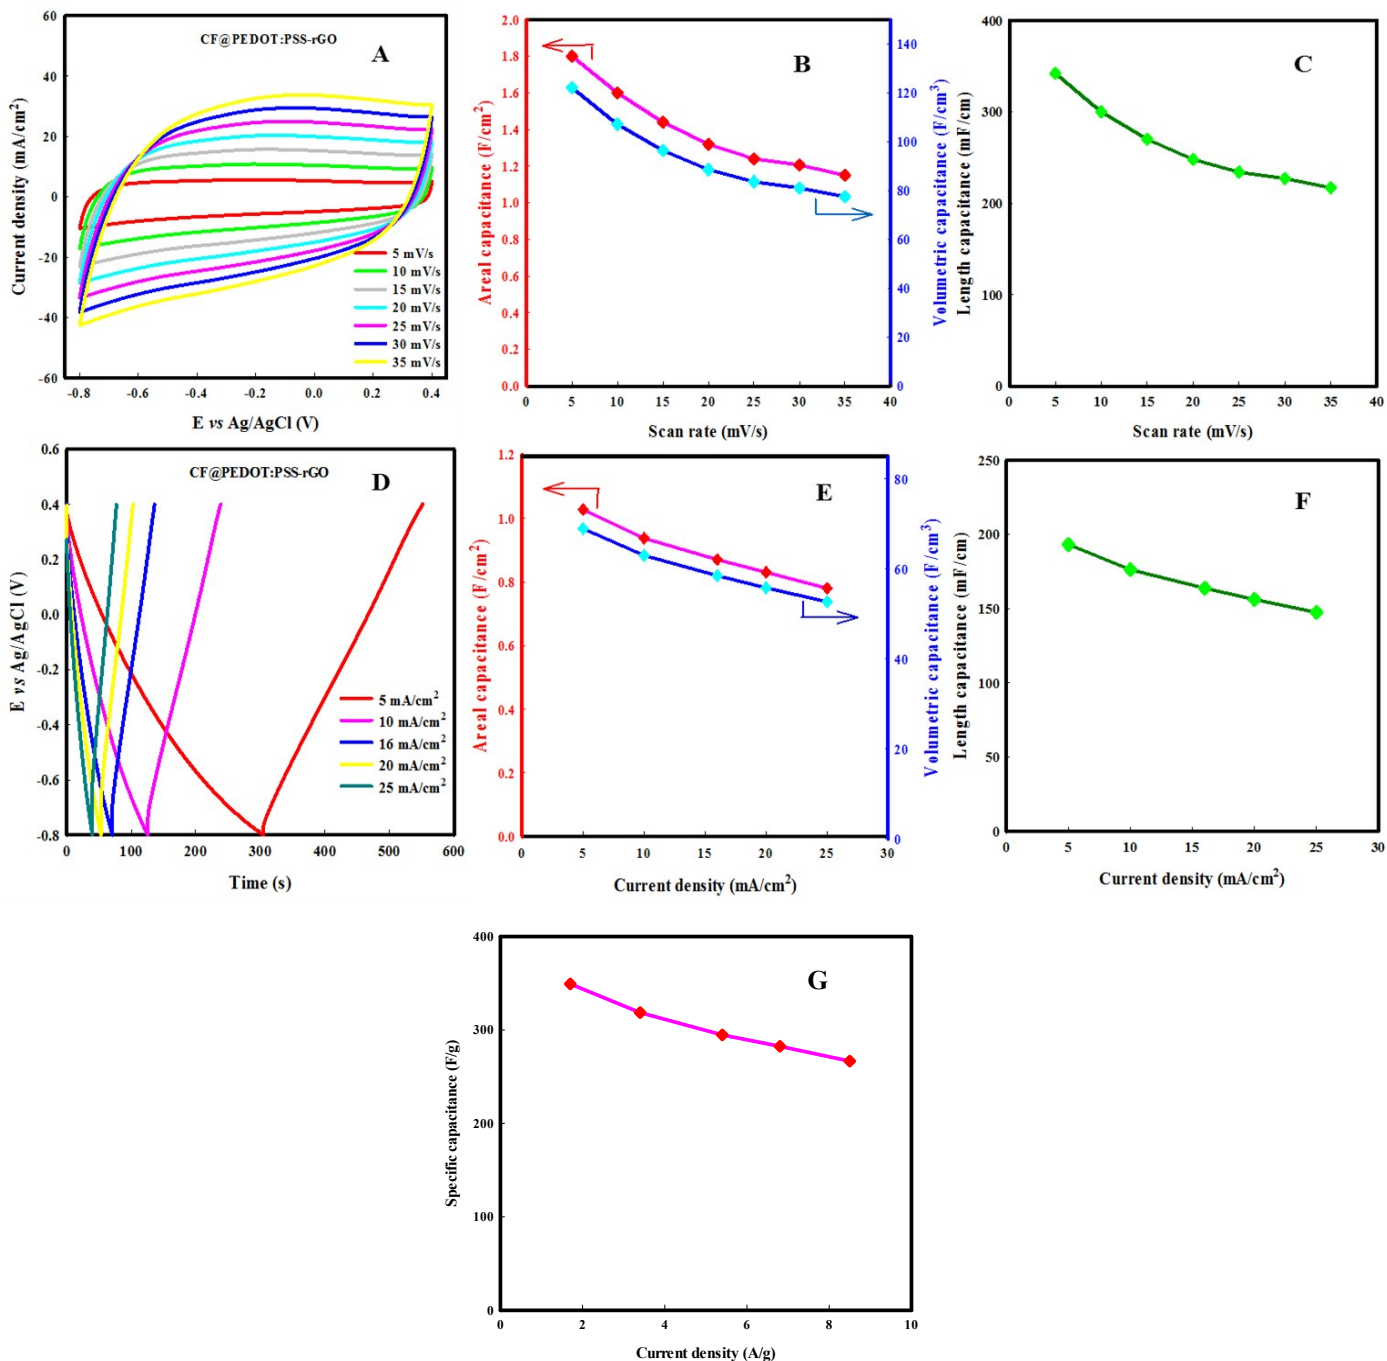 CF@PEDOT:PSS-rGO
A
Current density (mA/cm²)
60
40
20
0
-20
-40
-60
5 mV/s
10 mV/s
15 mV/s
20 mV/s
25 mV/s
30 mV/s
35 mV/s
-0.8 -0.6 -0.4 -0.2 0.0 0.2 0.4
E vs Ag/AgCl (V)
B
Areal capacitance (F/cm²)
2.0
1.8
1.6
1.4
1.2
1.0
0.8
0.6
0.4
0.2
0.0
Volumetric capacitance (F/cm³)
140
120
100
80
60
40
20
0
0 5 10 15 20 25 30 35 40
Scan rate (mV/s)
C
Length capacitance (mF/cm)
400
300
200
100
0
0 5 10 15 20 25 30 35 40
Scan rate (mV/s)
CF@PEDOT:PSS-rGO
D
E vs Ag/AgCl (V)
0.6
0.4
0.2
0.0
-0.2
-0.4
-0.6
-0.8
5 mA/cm²
10 mA/cm²
16 mA/cm²
20 mA/cm²
25 mA/cm²
0 100 200 300 400 500 600
Time (s)
E
Areal capacitance (F/cm²)
1.2
1.0
0.8
0.6
0.4
0.2
0.0
Volumetric capacitance (F/cm³)
80
60
40
20
0
0 5 10 15 20 25 30
Current density (mA/cm²)
F
Length capacitance (mF/cm)
250
200
150
100
50
0
0 5 10 15 20 25 30
Current density (mA/cm²)
G
Specific capacitance (F/g)
400
300
200
100
0
0 2 4 6 8 10
Current density (A/g)